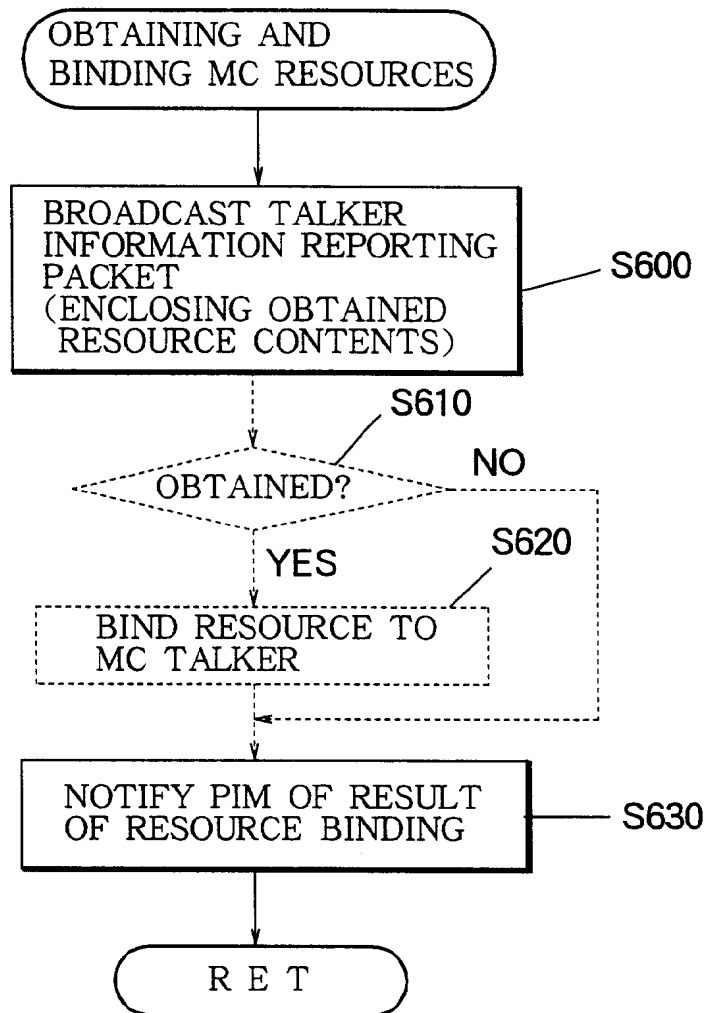 OBTAINING AND
BINDING MC RESOURCES
BROADCAST TALKER
INFORMATION REPORTING
PACKET
(ENCLOSING OBTAINED
RESOURCE CONTENTS)
S600
S610
OBTAINED?
NO
YES
S620
BIND RESOURCE TO
MC TALKER
NOTIFY PIM OF RESULT
OF RESOURCE BINDING
S630
R E T